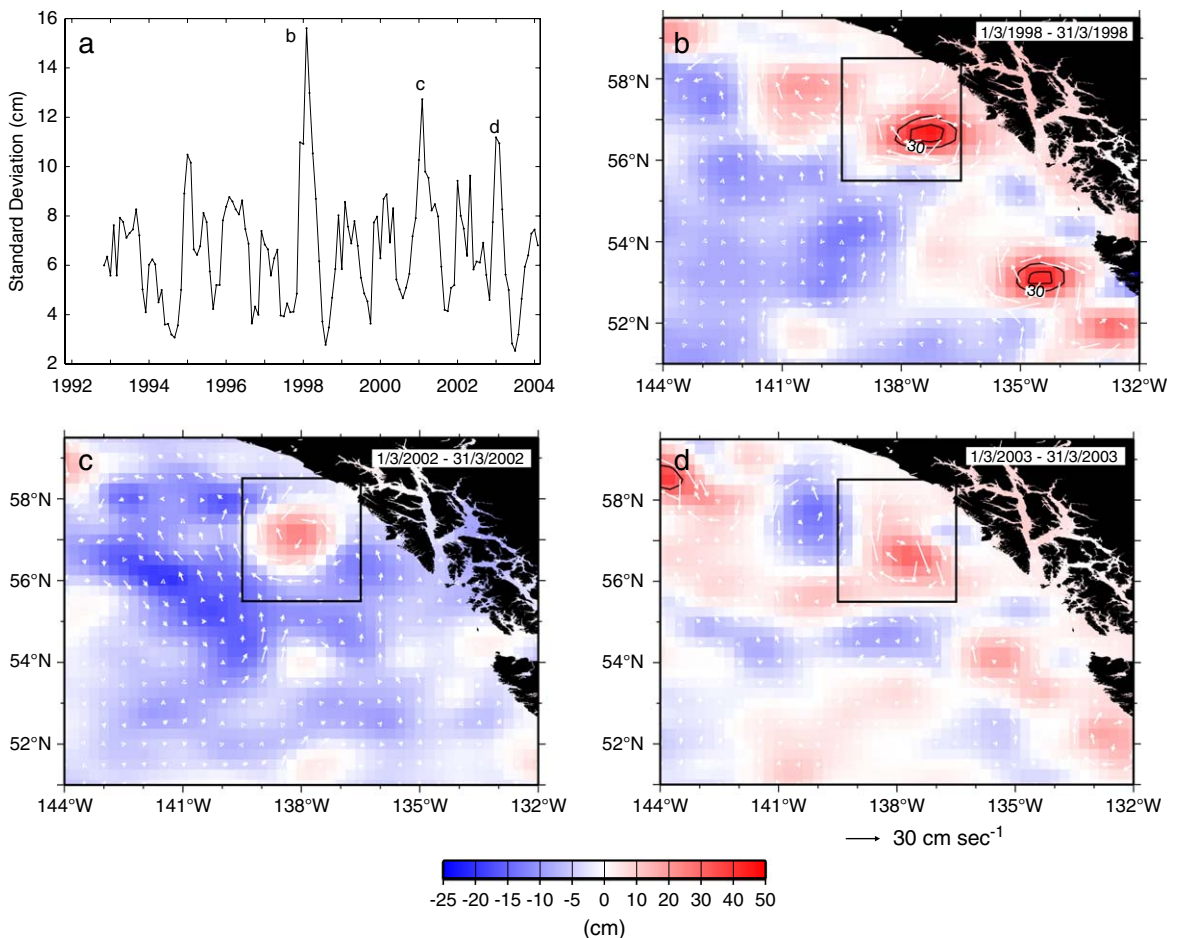 a
16
14
12
10
8
6
4
2
Standard Deviation (cm)
b
c
d
1992 1994 1996 1998 2000 2002 2004
b
1/3/1998 - 31/3/1998
58°N
56°N
54°N
52°N
30
30
144°W 141°W 138°W 135°W 132°W
c
1/3/2002 - 31/3/2002
58°N
56°N
54°N
52°N
144°W 141°W 138°W 135°W 132°W
d
1/3/2003 - 31/3/2003
58°N
56°N
54°N
52°N
144°W 141°W 138°W 135°W 132°W
30 cm sec⁻¹
-25 -20 -15 -10 -5 0 10 20 30 40 50
(cm)